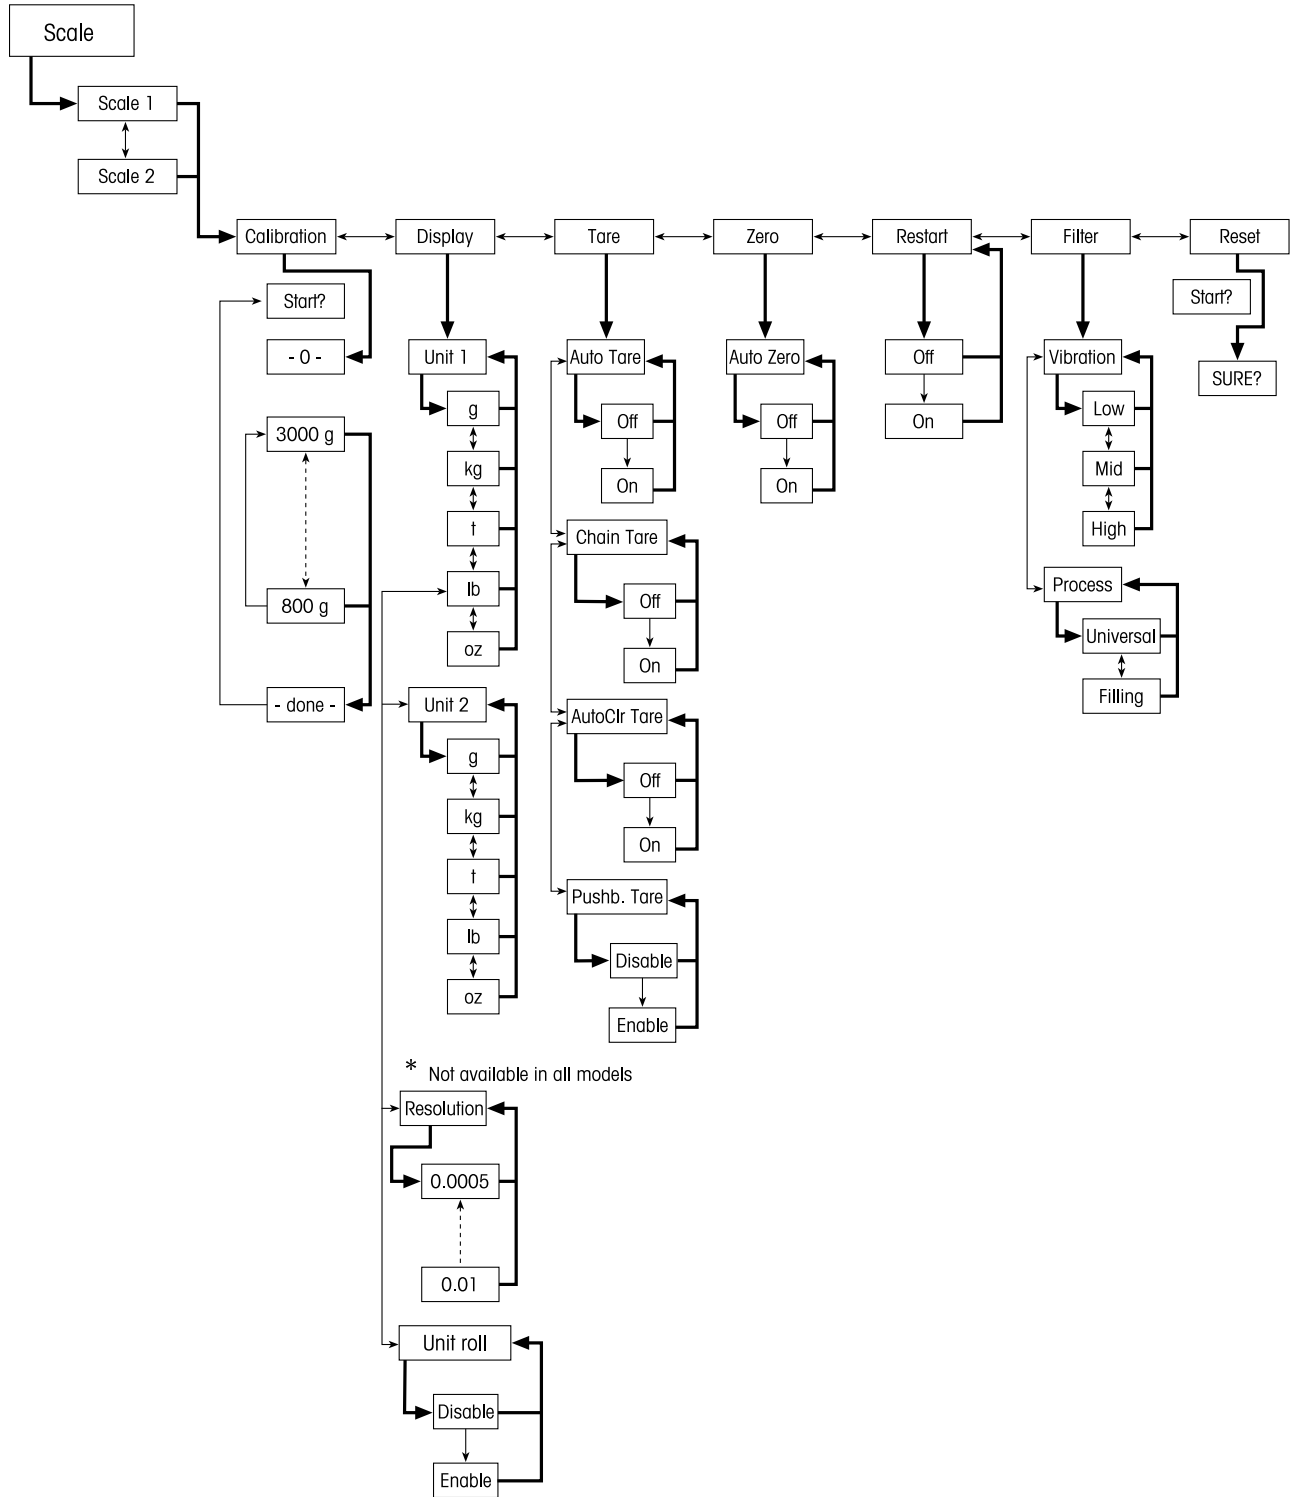 Scale
Scale 1
Scale 2
Calibration
Display
Tare
Zero
Restart
Filter
Reset
Start?
- 0 -
3000 g
800 g
- done -
Unit 1
g
kg
t
lb
oz
Unit 2
g
kg
t
lb
oz
* Not available in all models
Resolution
0.0005
0.01
Unit roll
Disable
Enable
Auto Tare
Off
On
Chain Tare
Off
On
AutoClr Tare
Off
On
Pushb. Tare
Disable
Enable
Auto Zero
Off
On
Off
On
Vibration
Low
Mid
High
Process
Universal
Filling
Start?
SURE?